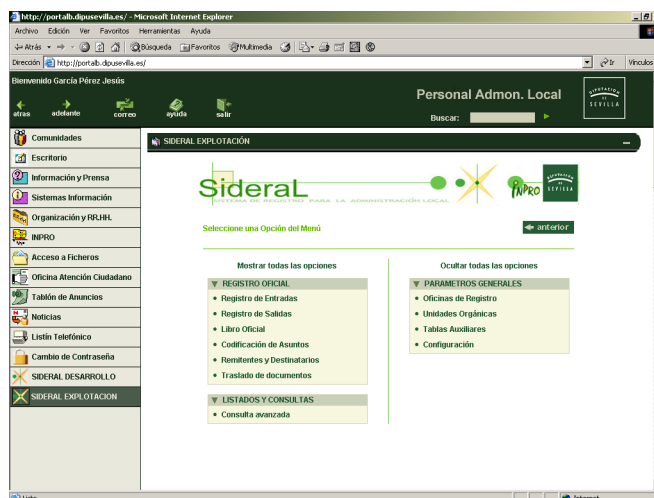 http://portalb.dipusevilla.es/ - Microsoft Internet Explorer
Archivo Edición Ver Favoritos Herramientas Ayuda
Atrás Búsqueda Favoritos Multimedia
Dirección http://portalb.dipusevilla.es/ Ir Vínculos
Bienvenido García Pérez Jesús
Personal Admon. Local
DIPUTACION DE SEVILLA
atras adelante correo ayuda salir
Buscar:
Comunidades
SIDERAL EXPLOTACIÓN
Escritorio
Información y Prensa
Sistemas Información
Organización y RR.HH.
INPRO
Acceso a Ficheros
Oficina Atención Ciudadano
Tablón de Anuncios
Noticias
Listín Telefónico
Cambio de Contraseña
SIDERAL DESARROLLO
SIDERAL EXPLOTACION
SideraL
SISTEMA DE REGISTRO PARA LA ADMINISTRACIÓN LOCAL
INPRO
DIPUTACION DE SEVILLA
Seleccione una Opción del Menú
anterior
Mostrar todas las opciones
Ocultar todas las opciones
REGISTRO OFICIAL
Registro de Entradas
Registro de Salidas
Libro Oficial
Codificación de Asuntos
Remitentes y Destinatarios
Traslado de documentos
LISTADOS Y CONSULTAS
Consulta avanzada
PARAMETROS GENERALES
Oficinas de Registro
Unidades Orgánicas
Tablas Auxiliares
Configuración
Listo
Internet